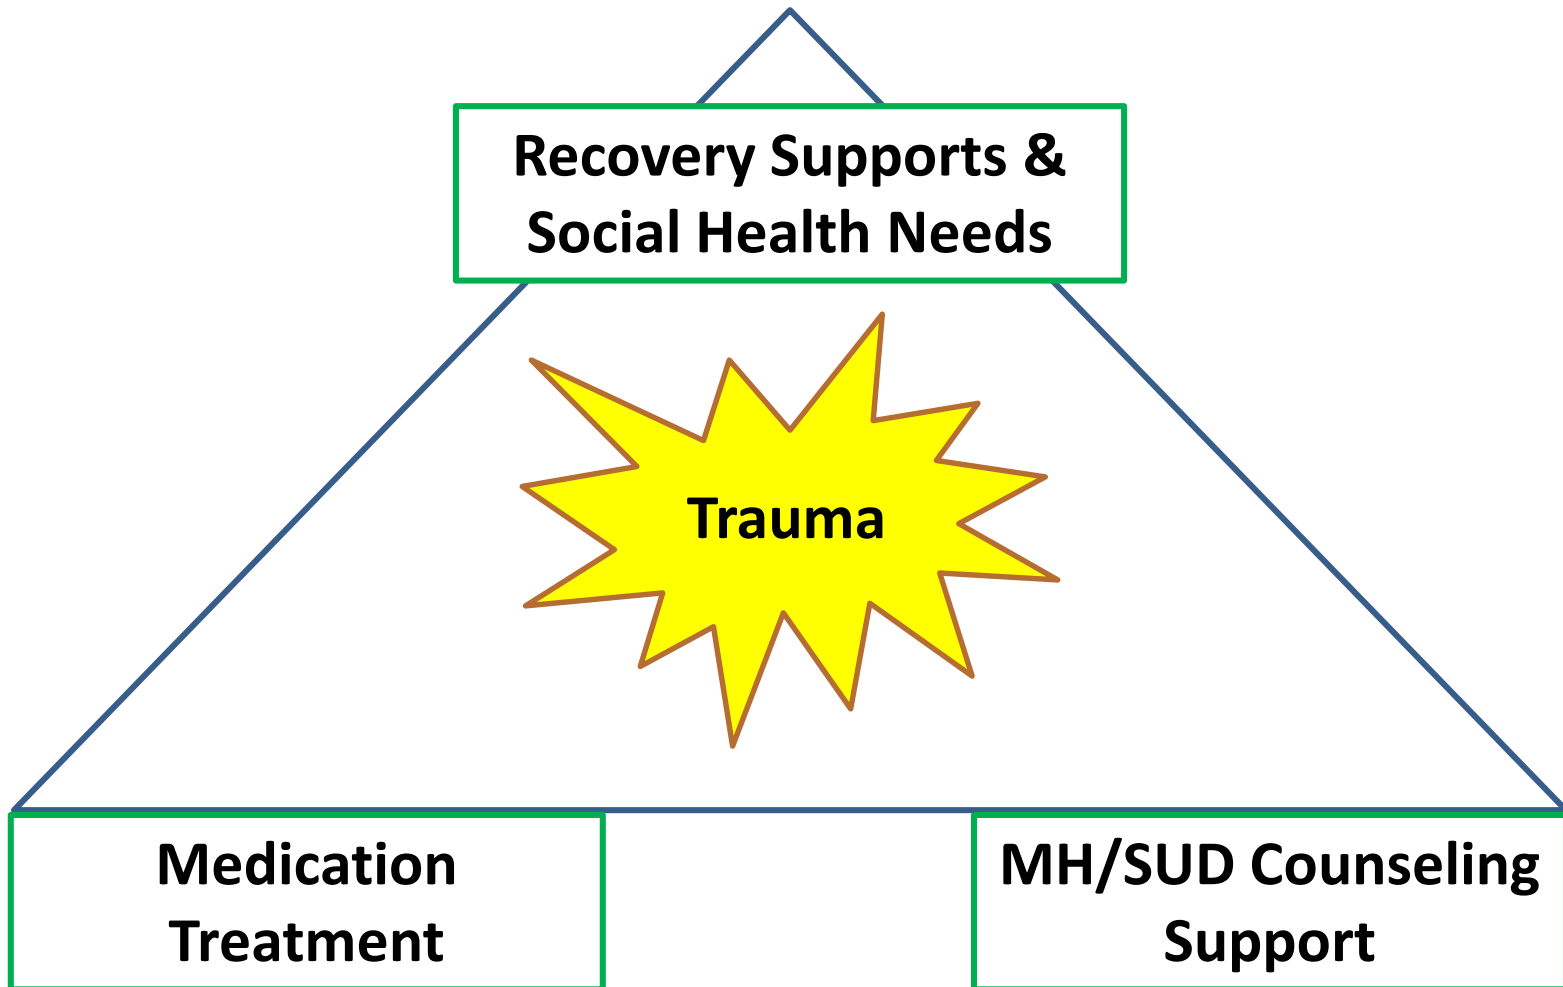 Recovery Supports &
Social Health Needs
Trauma
Medication
Treatment
MH/SUD Counseling
Support